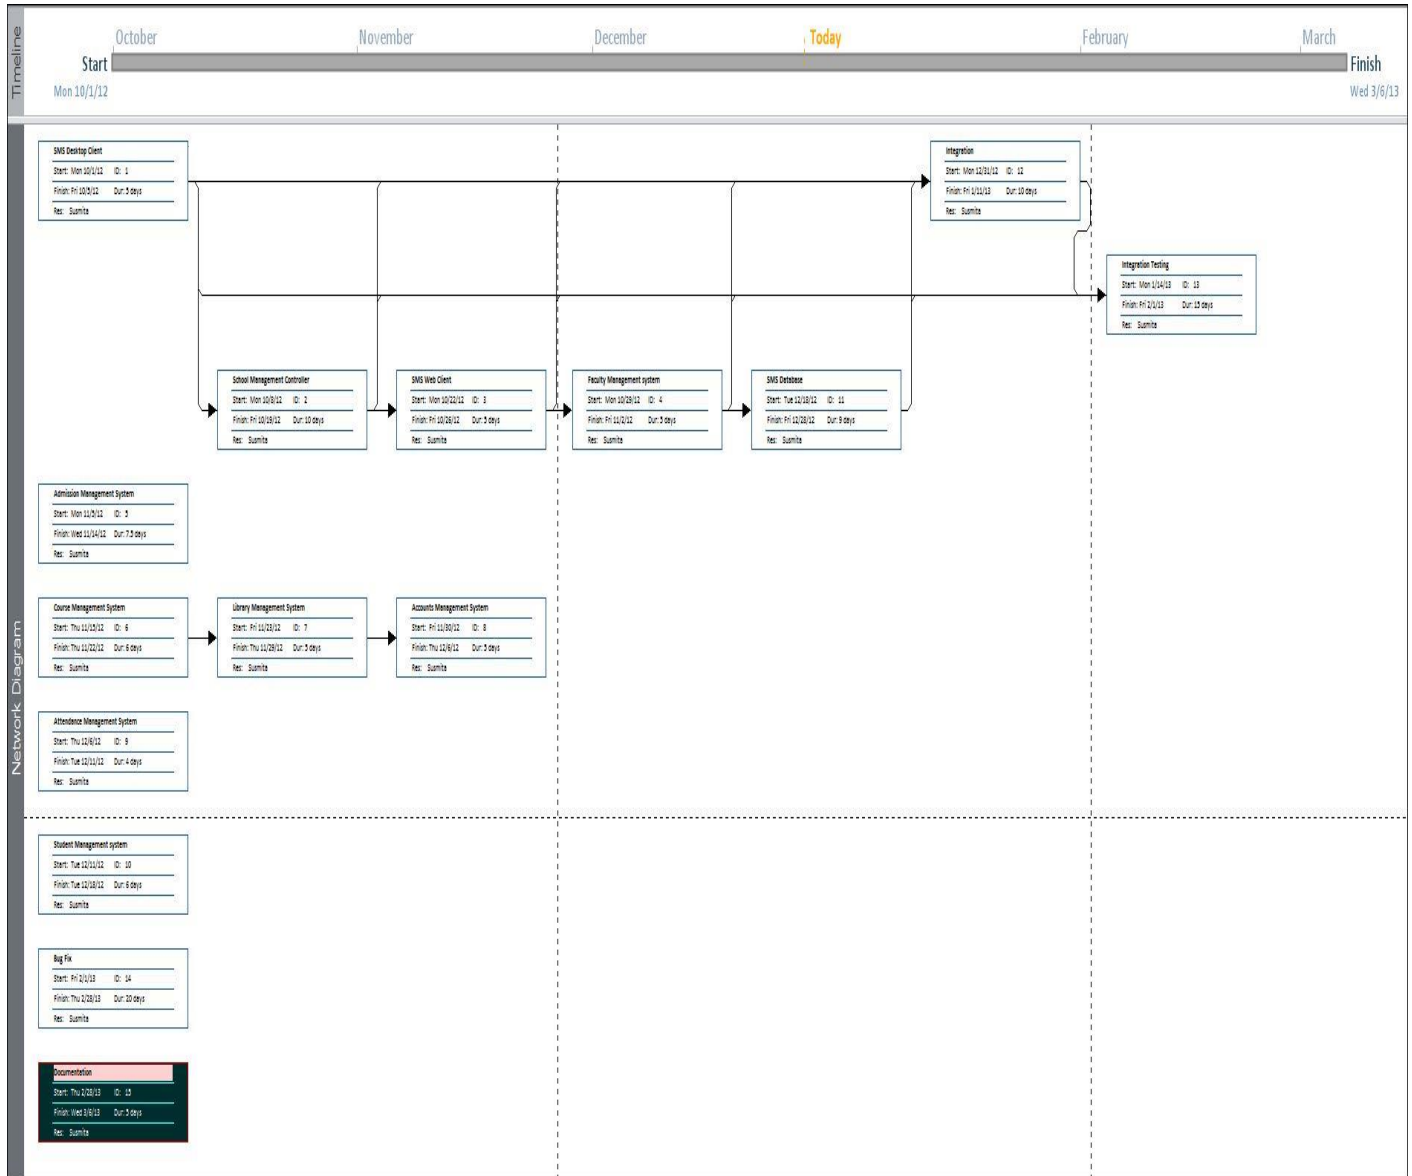 Timeline
October
November
December
Today
February
March
Start
Finish
Mon 10/1/12
Wed 3/6/13
Network Diagram
SMS Desktop Client
Start: Mon 10/1/12 ID: 1
Finish: Fri 10/5/12 Dur: 5 days
Res: Susmita
Integration
Start: Mon 12/31/12 ID: 12
Finish: Fri 1/11/13 Dur: 10 days
Res: Susmita
Integration Testing
Start: Mon 1/14/13 ID: 13
Finish: Fri 2/1/13 Dur: 15 days
Res: Susmita
School Management Controller
Start: Mon 10/8/12 ID: 2
Finish: Fri 10/19/12 Dur: 10 days
Res: Susmita
SMS Web Client
Start: Mon 10/22/12 ID: 3
Finish: Fri 10/26/12 Dur: 5 days
Res: Susmita
Faculty Management system
Start: Mon 10/29/12 ID: 4
Finish: Fri 11/2/12 Dur: 5 days
Res: Susmita
SMS Database
Start: Tue 12/18/12 ID: 11
Finish: Fri 12/28/12 Dur: 9 days
Res: Susmita
Admission Management System
Start: Mon 11/5/12 ID: 5
Finish: Wed 11/14/12 Dur: 7.5 days
Res: Susmita
Course Management System
Start: Thu 11/15/12 ID: 6
Finish: Thu 11/22/12 Dur: 6 days
Res: Susmita
Library Management System
Start: Fri 11/23/12 ID: 7
Finish: Thu 11/29/12 Dur: 5 days
Res: Susmita
Accounts Management System
Start: Fri 11/30/12 ID: 8
Finish: Thu 12/6/12 Dur: 5 days
Res: Susmita
Attendance Management System
Start: Thu 12/6/12 ID: 9
Finish: Tue 12/11/12 Dur: 4 days
Res: Susmita
Student Management system
Start: Tue 12/11/12 ID: 10
Finish: Tue 12/18/12 Dur: 6 days
Res: Susmita
Bug Fix
Start: Fri 2/1/13 ID: 14
Finish: Thu 2/28/13 Dur: 20 days
Res: Susmita
Documentation
Start: Thu 2/28/13 ID: 15
Finish: Wed 3/6/13 Dur: 5 days
Res: Susmita